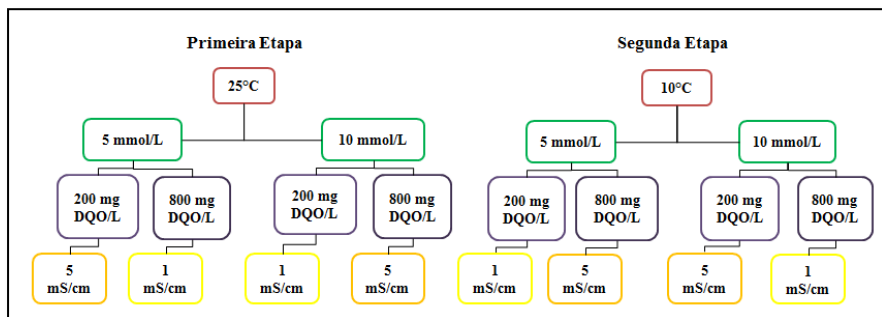 Primeira Etapa
Segunda Etapa
25°C
10°C
5 mmol/L
10 mmol/L
5 mmol/L
10 mmol/L
200 mg
DQO/L
800 mg
DQO/L
200 mg
DQO/L
800 mg
DQO/L
200 mg
DQO/L
800 mg
DQO/L
200 mg
DQO/L
800 mg
DQO/L
5
mS/cm
1
mS/cm
1
mS/cm
5
mS/cm
1
mS/cm
5
mS/cm
5
mS/cm
1
mS/cm